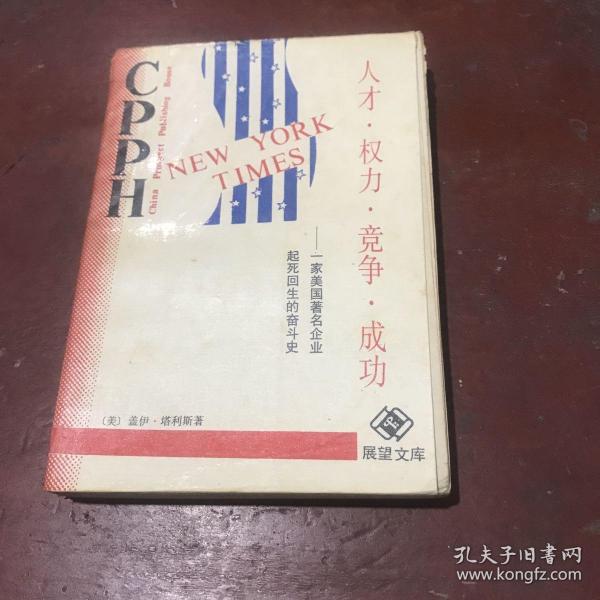 CPPH
China Prospect Publishing House
NEW YORK
TIMES
人才·权力·竞争·成功
——一家美国著名企业
起死回生的奋斗史
〔美〕盖伊·塔利斯著
展望文库
孔夫子旧书网
www.kongfz.com